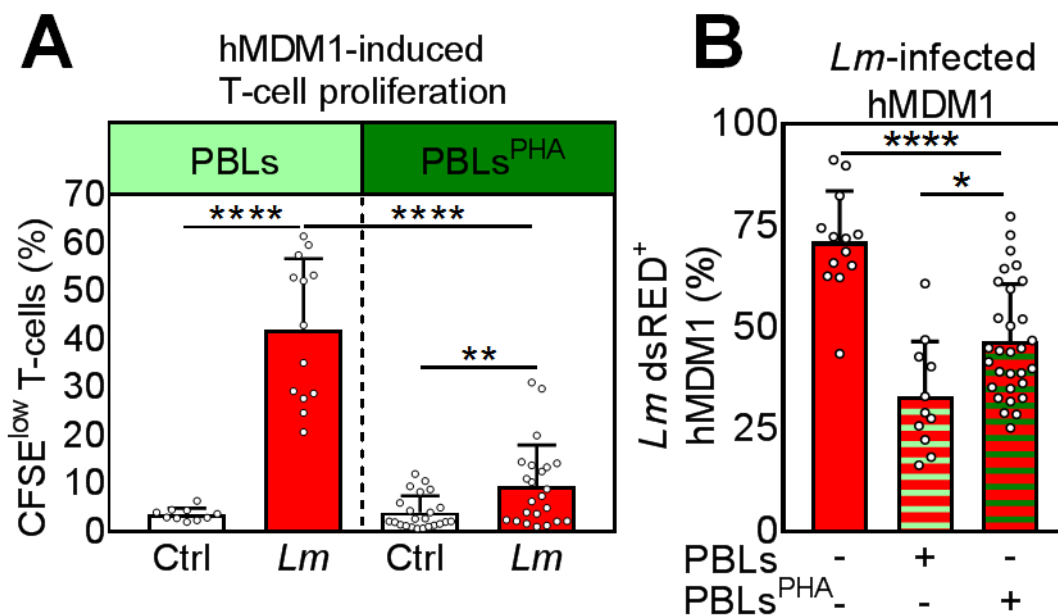 A
hMDM1-induced
T-cell proliferation
PBLs
PBLs^PHA
CFSE^low T-cells (%)
70
60
50
40
30
20
10
0
****
****
**
Ctrl
Lm
Ctrl
Lm
B
Lm-infected
hMDM1
Lm dsRED+
hMDM1 (%)
100
75
50
25
0
****
*
PBLs - + -
PBLs^PHA - - +